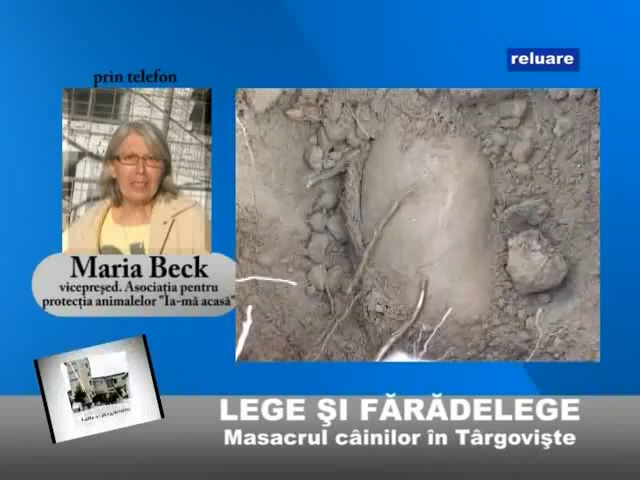 prin telefon
reluare
Maria Beck
vicepreşed. Asociaţia pentru
protecţia animalelor "Ia-mă acasă"
LEGE ŞI FĂRĂDELEGE
Masacrul câinilor în Târgovişte